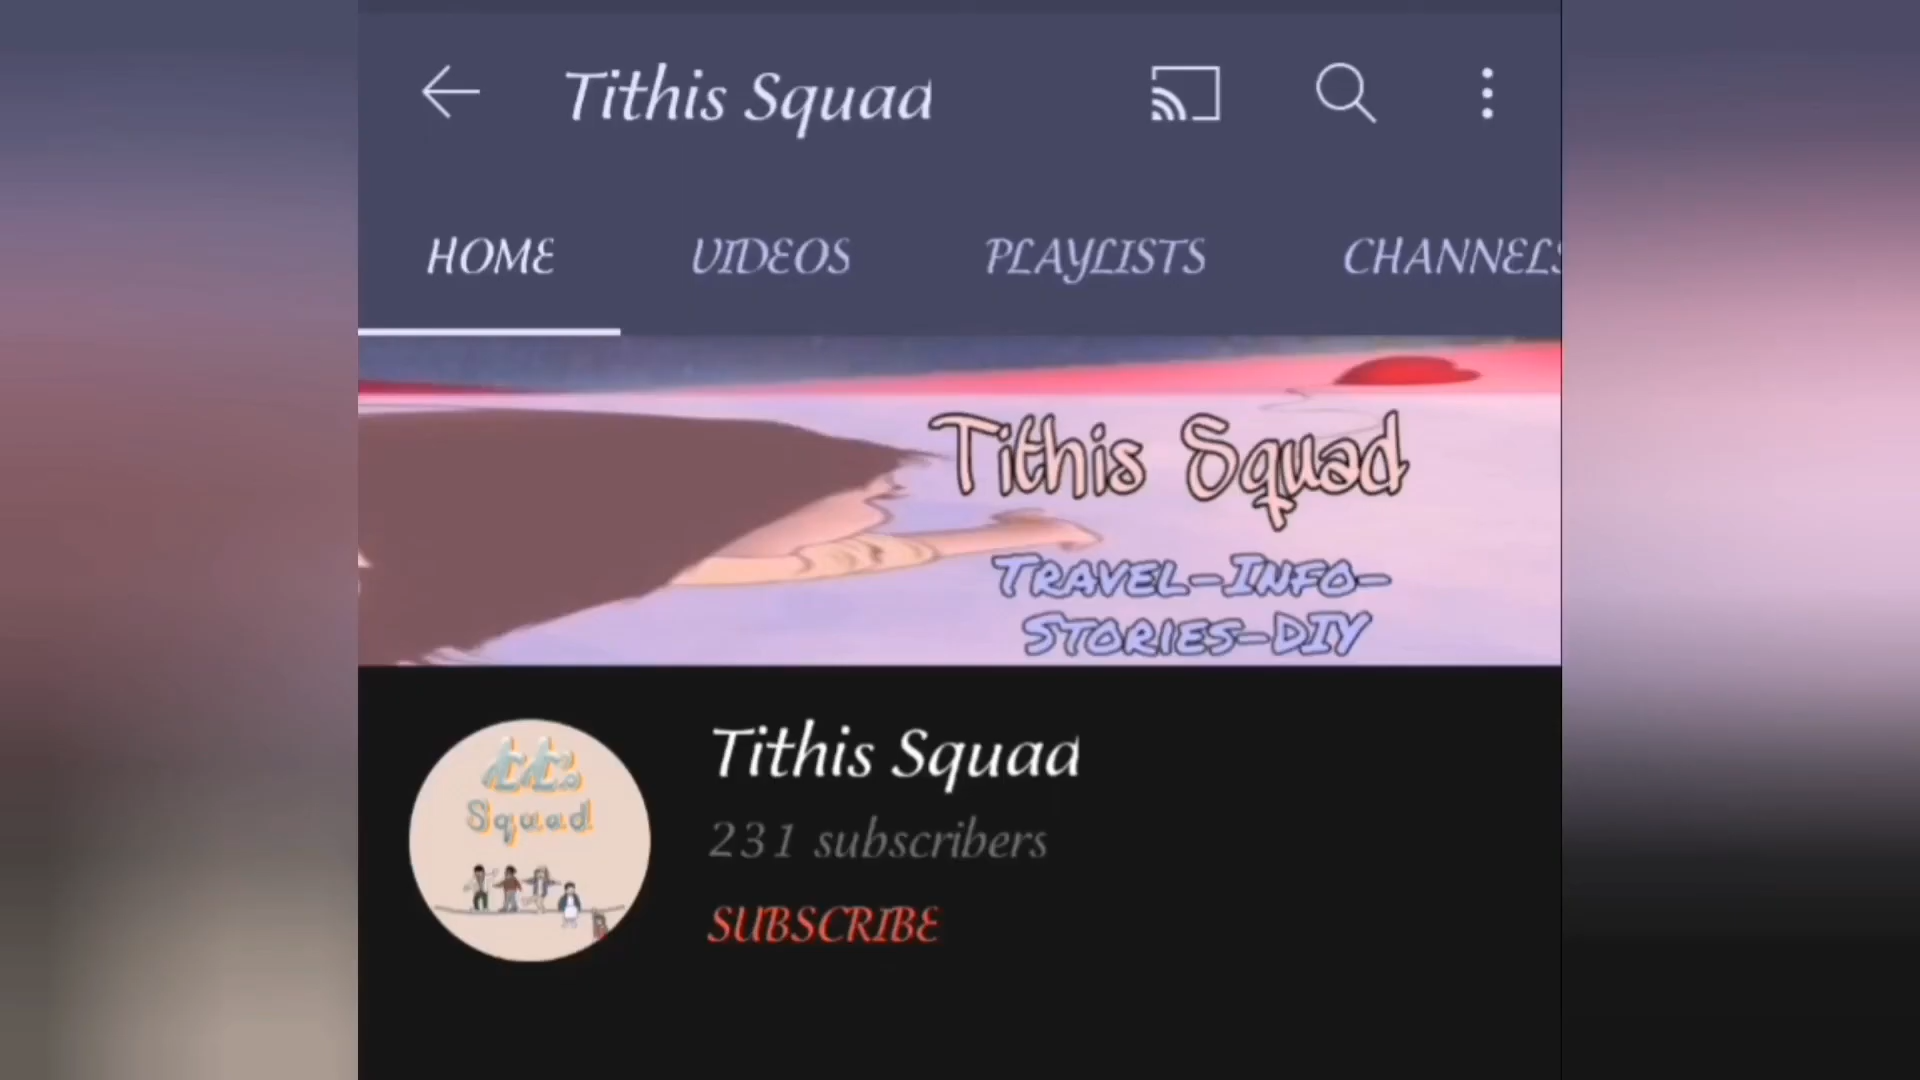 Tithis Squad
HOME VIDEOS PLAYLISTS CHANNELS
Tithis Squad
TRAVEL-INFO-
STORIES-DIY
Squad
Tithis Squad
231 subscribers
SUBSCRIBE